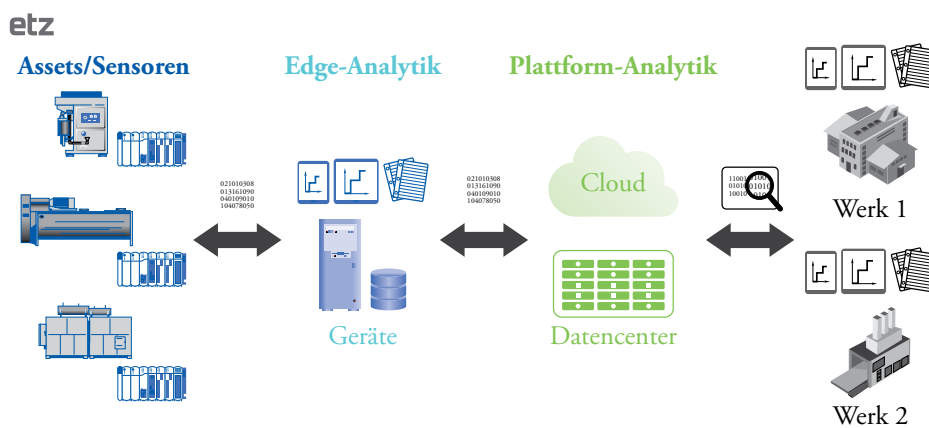 etz
Assets/Sensoren
Edge-Analytik
Plattform-Analytik
021010308
013161090
040109010
104078050
021010308
013161090
040109010
104078050
Cloud
Werk 1
Geräte
Datencenter
Werk 2